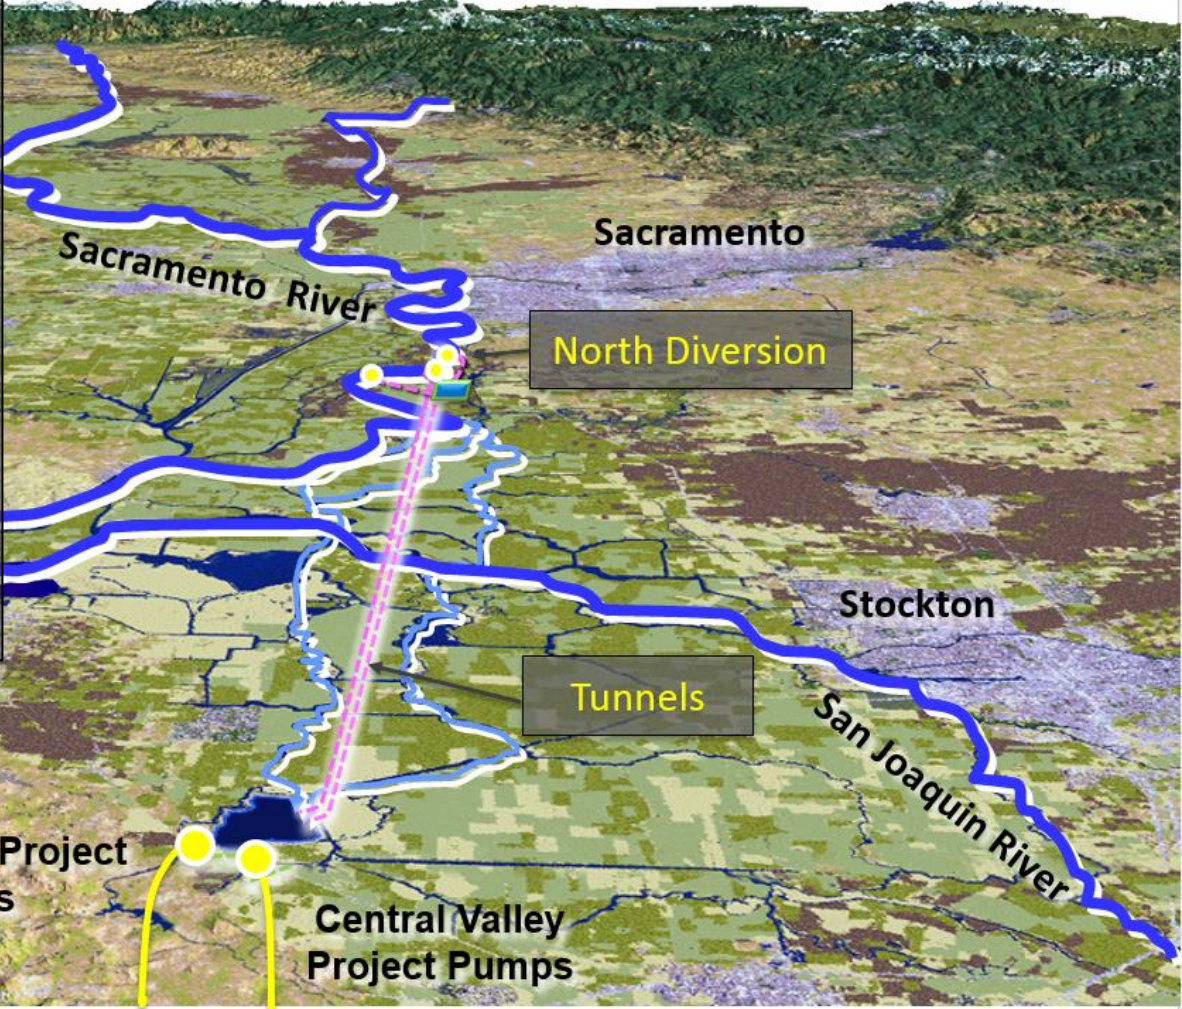 Sacramento
Sacramento River
North Diversion
Stockton
Tunnels
San Joaquin River
Project
s
Central Valley
Project Pumps